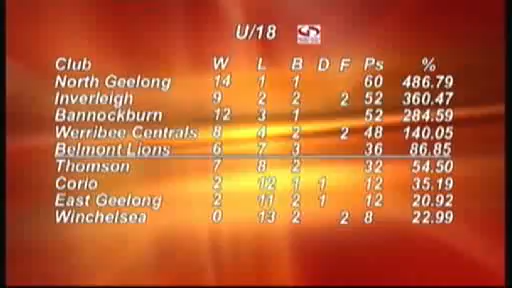 U/18
Club W L B D F Ps %
North Geelong 14 1 1 60 486.79
Inverleigh 9 2 2 2 52 360.47
Bannockburn 12 3 1 52 284.59
Werribee Centrals 8 4 2 2 48 140.05
Belmont Lions 6 7 3 36 86.85
Thomson 7 8 2 32 54.50
Corio 2 12 1 1 12 35.19
East Geelong 2 11 2 1 12 20.92
Winchelsea 0 13 2 2 8 22.99